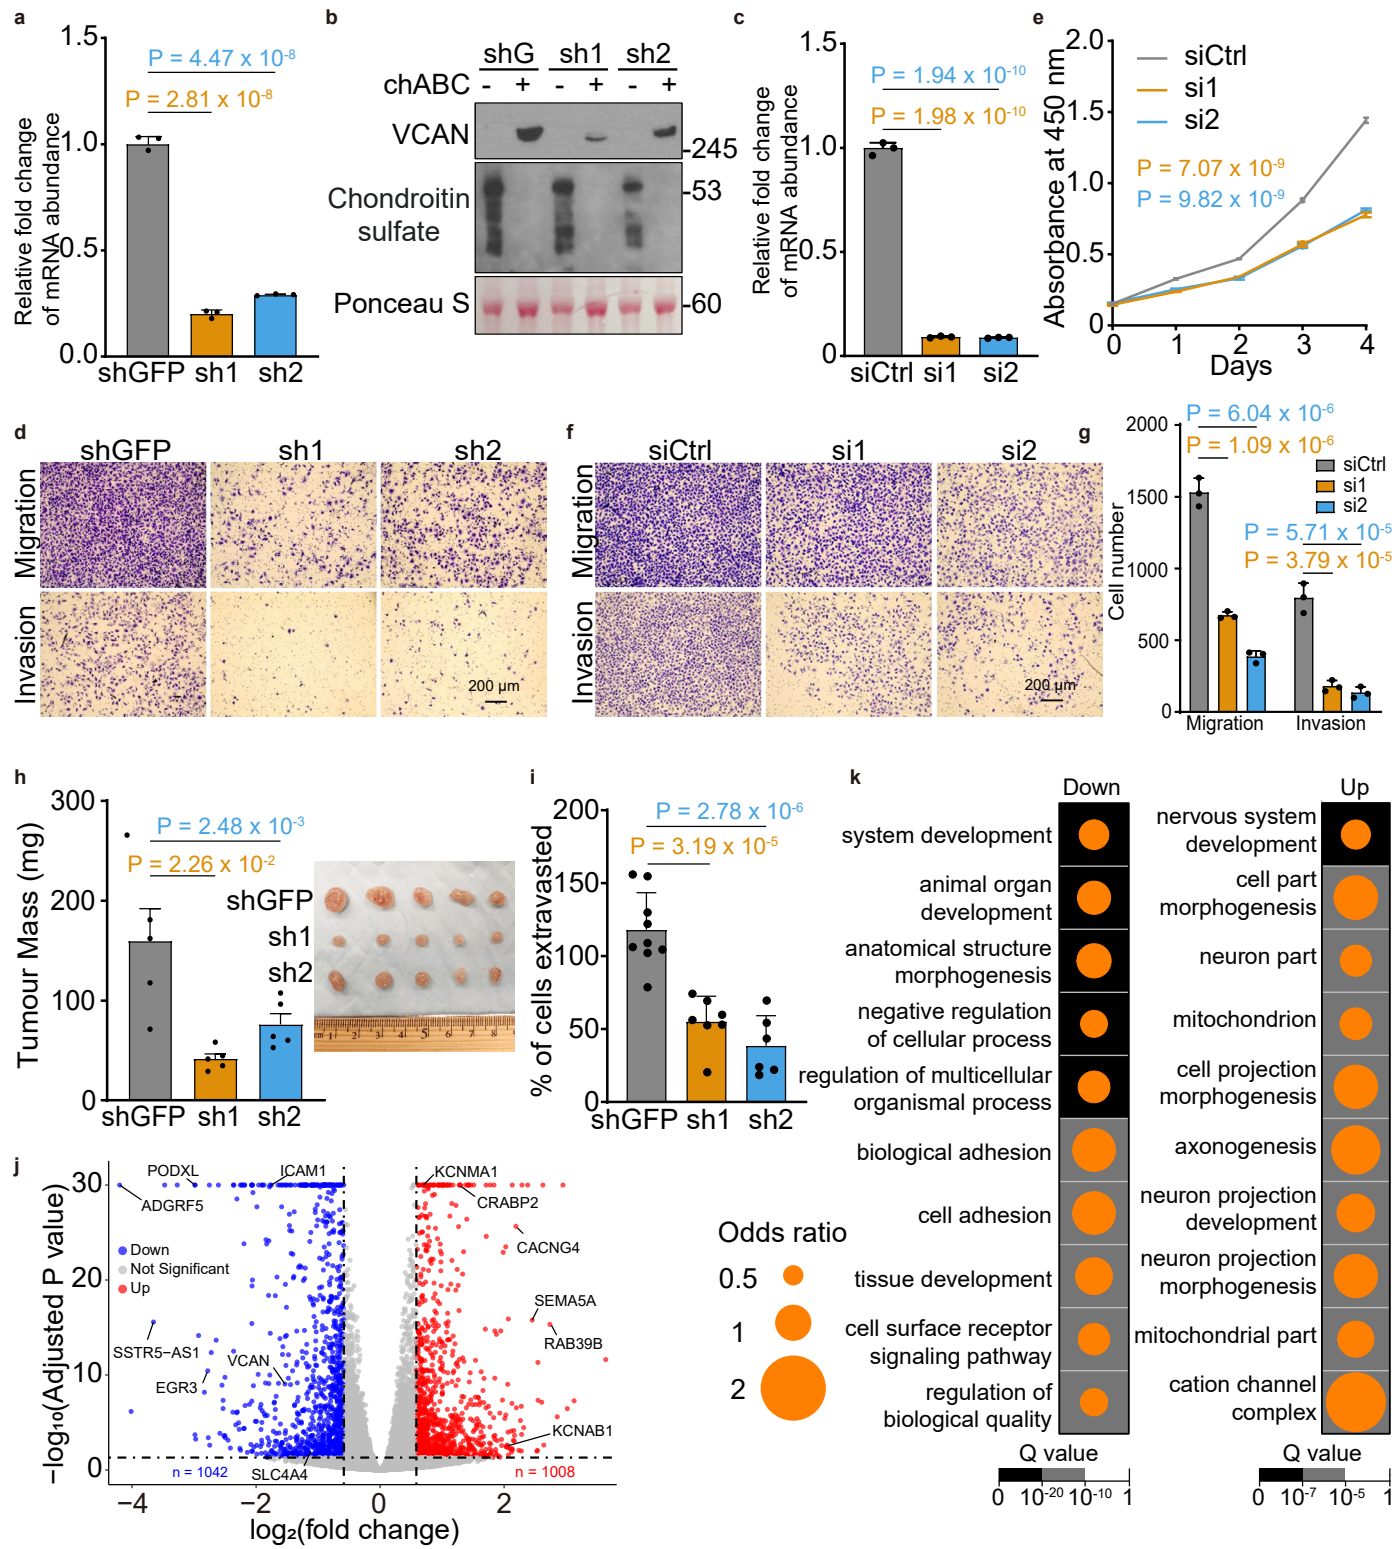 a
1.5
1.0
0.5
0.0
Relative fold change
of mRNA abundance
P = 4.47 x 10-8
P = 2.81 x 10-8
shGFP sh1 sh2
b
shG sh1 sh2
chABC - + - + - +
VCAN
-245
Chondroitin
sulfate
-53
Ponceau S
-60
c
1.5
1.0
0.5
0
Relative fold change
of mRNA abundance
P = 1.94 x 10-10
P = 1.98 x 10-10
siCtrl si1 si2
e
2.0
1.5
1.0
0.5
0
Absorbance at 450 nm
siCtrl
si1
si2
P = 7.07 x 10-9
P = 9.82 x 10-9
0 1 2 3 4
Days
d
shGFP sh1 sh2
Migration
Invasion
200 µm
f
siCtrl si1 si2
Migration
Invasion
200 µm
g
2000
1500
1000
500
0
Cell number
P = 6.04 x 10-6
P = 1.09 x 10-6
siCtrl
si1
si2
P = 5.71 x 10-5
P = 3.79 x 10-5
Migration Invasion
h
300
200
100
0
Tumour Mass (mg)
P = 2.48 x 10-3
P = 2.26 x 10-2
shGFP
sh1
sh2
shGFP sh1 sh2
i
200
150
100
50
0
% of cells extravasted
P = 2.78 x 10-6
P = 3.19 x 10-5
shGFP sh1 sh2
j
30
20
10
0
−log10(Adjusted P value)
PODXL
ICAM1
ADGRF5
KCNMA1
CRABP2
CACNG4
Down
Not Significant
Up
SEMA5A
RAB39B
SSTR5−AS1
VCAN
EGR3
KCNAB1
n = 1042
SLC4A4
n = 1008
−4 −2 0 2
log2(fold change)
k
Down
system development
animal organ
development
anatomical structure
morphogenesis
negative regulation
of cellular process
regulation of multicellular
organismal process
biological adhesion
cell adhesion
tissue development
cell surface receptor
signaling pathway
regulation of
biological quality
Q value
0 10-20 10-10 1
Up
nervous system
development
cell part
morphogenesis
neuron part
mitochondrion
cell projection
morphogenesis
axonogenesis
neuron projection
development
neuron projection
morphogenesis
mitochondrial part
cation channel
complex
Q value
0 10-7 10-5 1
Odds ratio
0.5
1
2